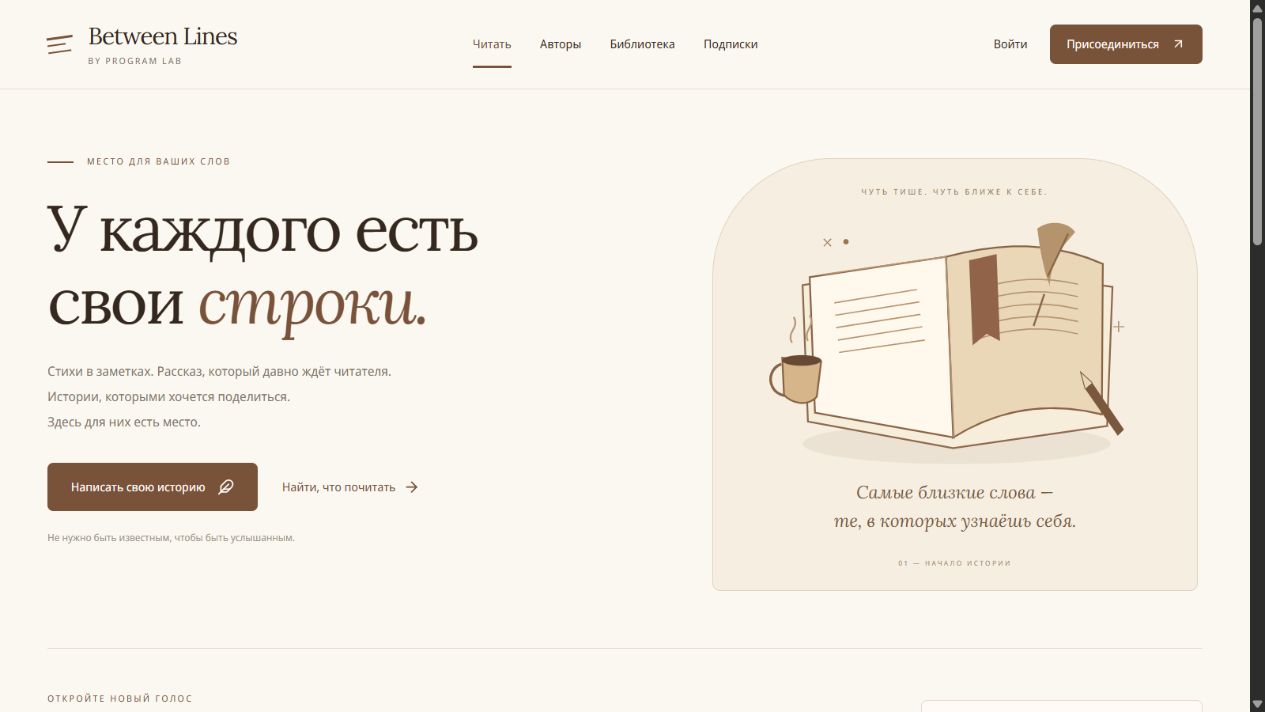 Between Lines
BY PROGRAM LAB
Читать
Авторы
Библиотека
Подписки
Войти
Присоединиться
МЕСТО ДЛЯ ВАШИХ СЛОВ
У каждого есть
свои строки.
Стихи в заметках. Рассказ, который давно ждёт читателя.
Истории, которыми хочется поделиться.
Здесь для них есть место.
Написать свою историю
Найти, что почитать
Не нужно быть известным, чтобы быть услышанным.
ЧУТЬ ТИШЕ. ЧУТЬ БЛИЖЕ К СЕБЕ.
Самые близкие слова —
те, в которых узнаёшь себя.
01 — НАЧАЛО ИСТОРИИ
ОТКРОЙТЕ НОВЫЙ ГОЛОС